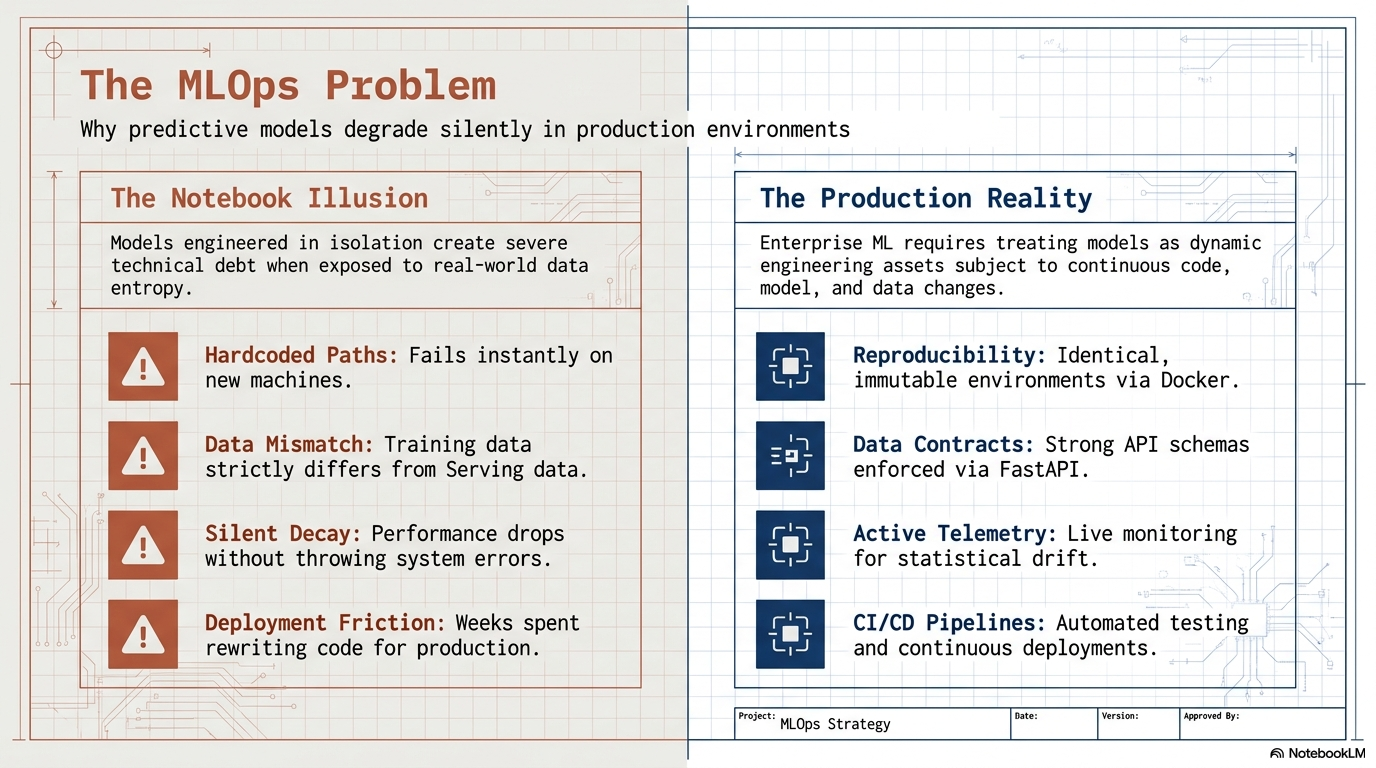 The MLOps Problem
Why predictive models degrade silently in production environments
The Notebook Illusion
Models engineered in isolation create severe
technical debt when exposed to real-world data
entropy.
Hardcoded Paths: Fails instantly on
new machines.
Data Mismatch: Training data
strictly differs from Serving data.
Silent Decay: Performance drops
without throwing system errors.
Deployment Friction: Weeks spent
rewriting code for production.
The Production Reality
Enterprise ML requires treating models as dynamic
engineering assets subject to continuous code,
model, and data changes.
Reproducibility: Identical,
immutable environments via Docker.
Data Contracts: Strong API schemas
enforced via FastAPI.
Active Telemetry: Live monitoring
for statistical drift.
CI/CD Pipelines: Automated testing
and continuous deployments.
Project: MLOps Strategy
Date:
Version:
Approved By:
NotebookLM